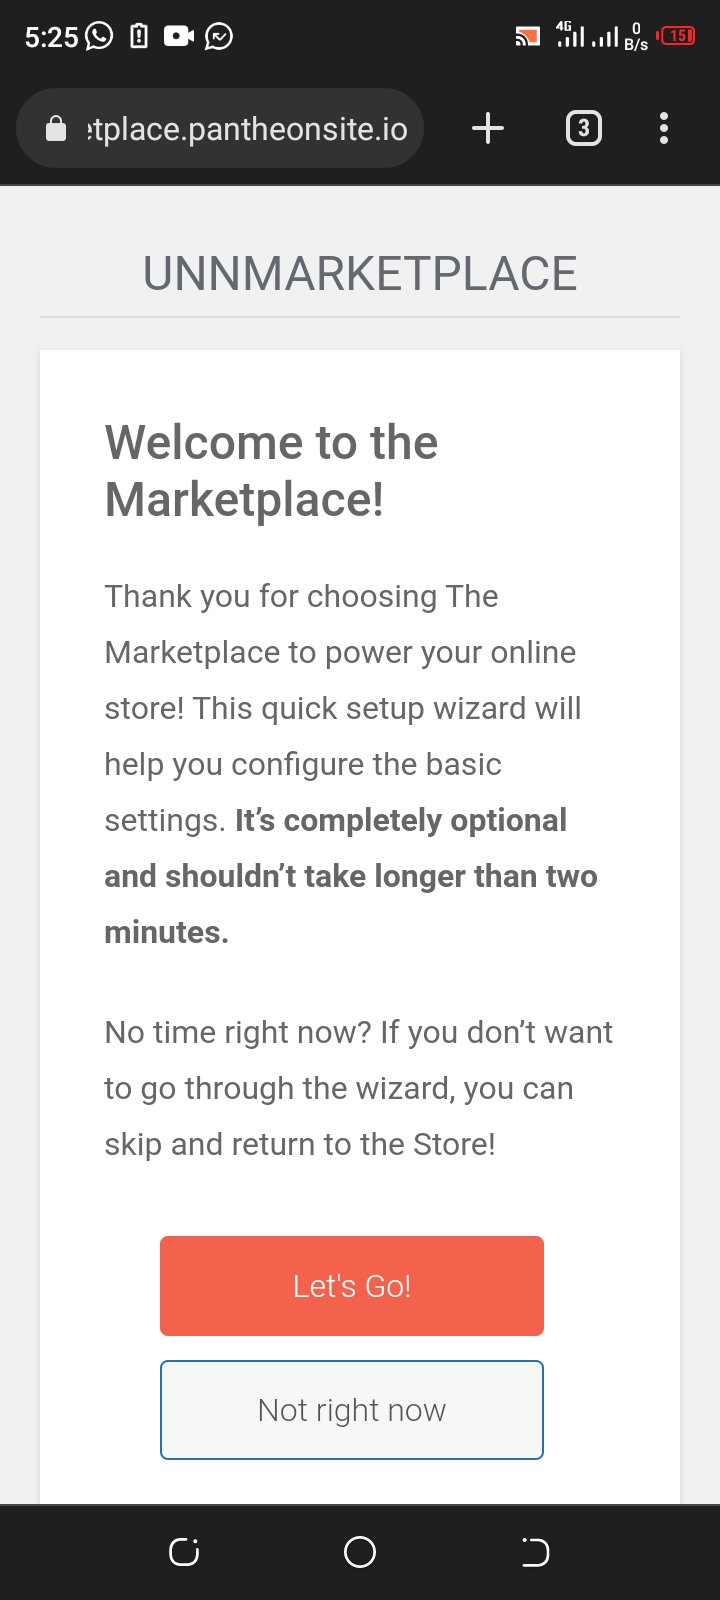 5:25
4G
0
B/s
15
etplace.pantheonsite.io
3
UNNMARKETPLACE
Welcome to the
Marketplace!
Thank you for choosing The
Marketplace to power your online
store! This quick setup wizard will
help you configure the basic
settings. It’s completely optional
and shouldn’t take longer than two
minutes.
No time right now? If you don’t want
to go through the wizard, you can
skip and return to the Store!
Let's Go!
Not right now